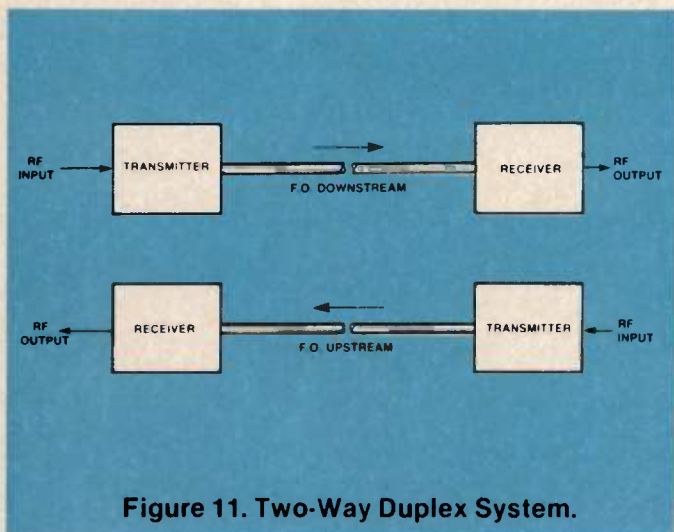 RF
INPUT
TRANSMITTER
F.O. DOWNSTREAM
RECEIVER
RF
OUTPUT
RF
OUTPUT
RECEIVER
F.O. UPSTREAM
TRANSMITTER
RF
INPUT
Figure 11. Two-Way Duplex System.